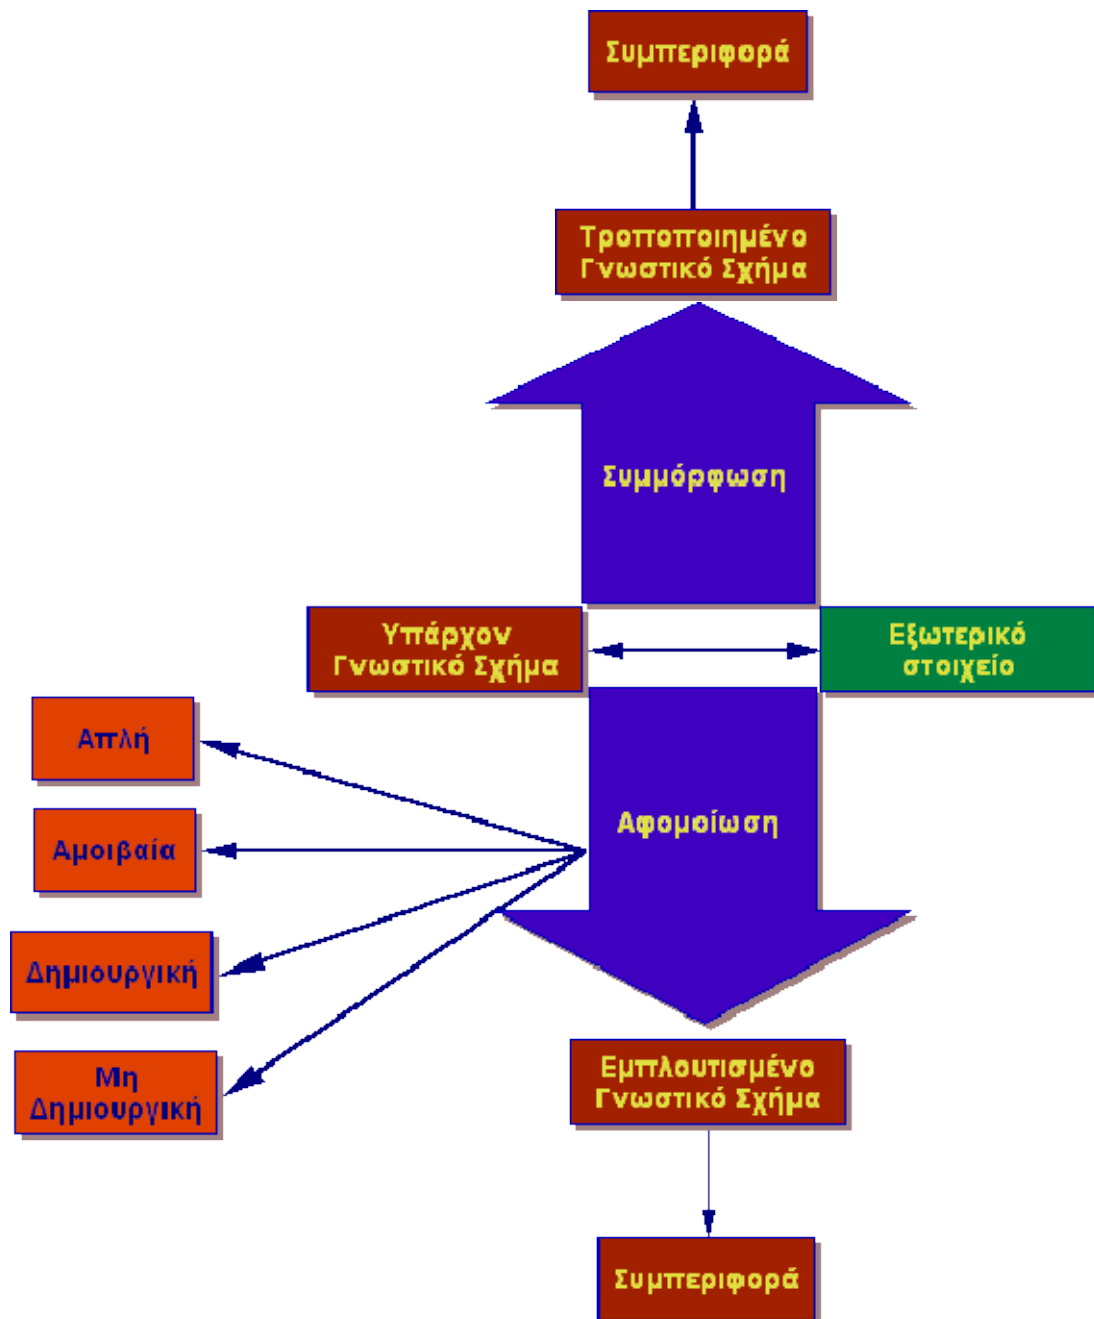 Συμπεριφορά
Τροποποιημένο
Γνωστικό Σχήμα
Συμμόρφωση
Υπάρχον
Γνωστικό Σχήμα
Εξωτερικό
στοιχείο
Απλή
Αφομοίωση
Αμοιβαία
Δημιουργική
Μη
Δημιουργική
Εμπλουτισμένο
Γνωστικό Σχήμα
Συμπεριφορά